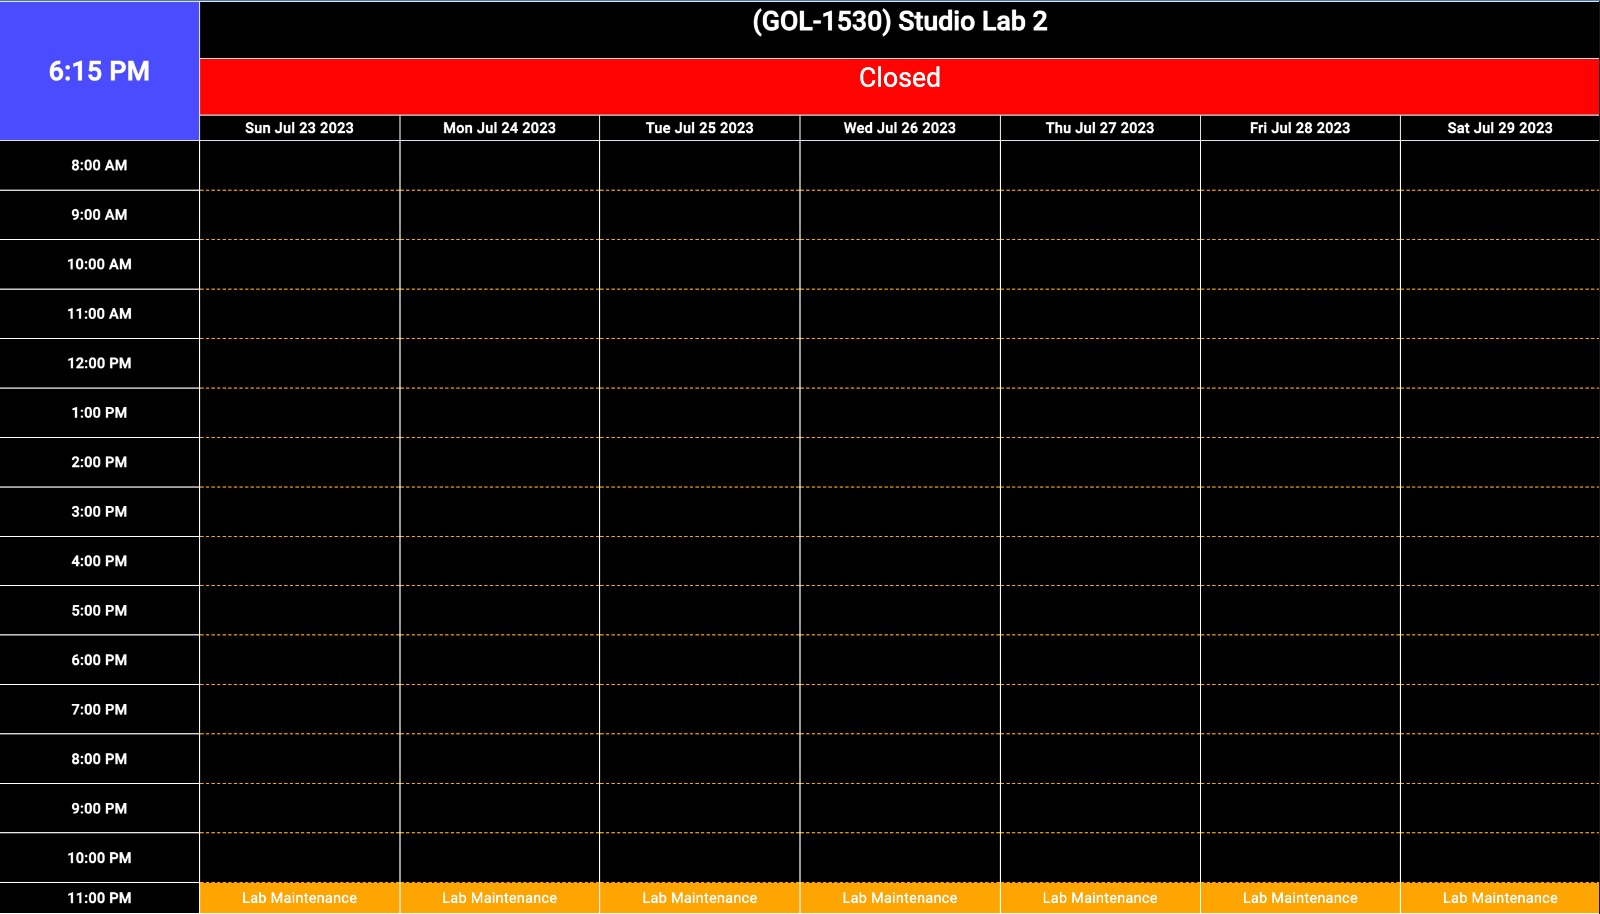 (GOL-1530) Studio Lab 2
6:15 PM
Closed
Sun Jul 23 2023 Mon Jul 24 2023 Tue Jul 25 2023 Wed Jul 26 2023 Thu Jul 27 2023 Fri Jul 28 2023 Sat Jul 29 2023
8:00 AM
9:00 AM
10:00 AM
11:00 AM
12:00 PM
1:00 PM
2:00 PM
3:00 PM
4:00 PM
5:00 PM
6:00 PM
7:00 PM
8:00 PM
9:00 PM
10:00 PM
11:00 PM Lab Maintenance Lab Maintenance Lab Maintenance Lab Maintenance Lab Maintenance Lab Maintenance Lab Maintenance